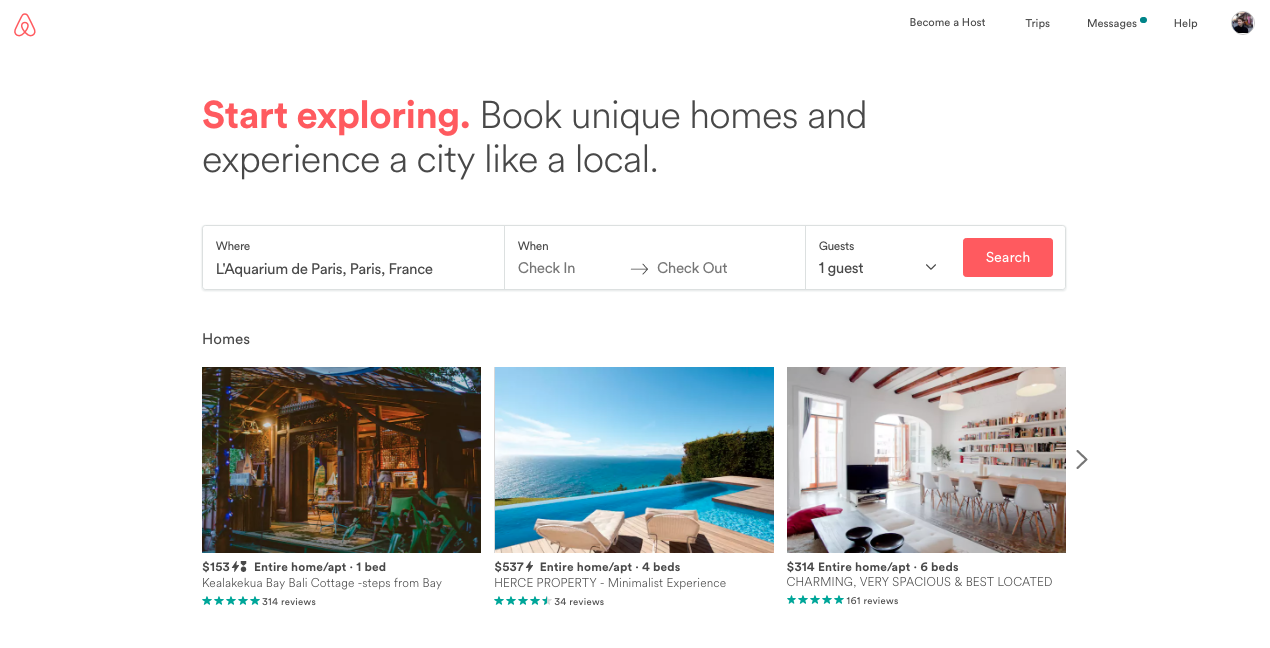 Become a Host Trips Messages Help
Start exploring. Book unique homes and
experience a city like a local.
Where When Guests
L'Aquarium de Paris, Paris, France Check In Check Out 1 guest Search
Homes
$153 Entire home/apt · 1 bed
Kealakekua Bay Bali Cottage -steps from Bay
314 reviews
$537 Entire home/apt · 4 beds
HERCE PROPERTY - Minimalist Experience
34 reviews
$314 Entire home/apt · 6 beds
CHARMING, VERY SPACIOUS & BEST LOCATED
161 reviews